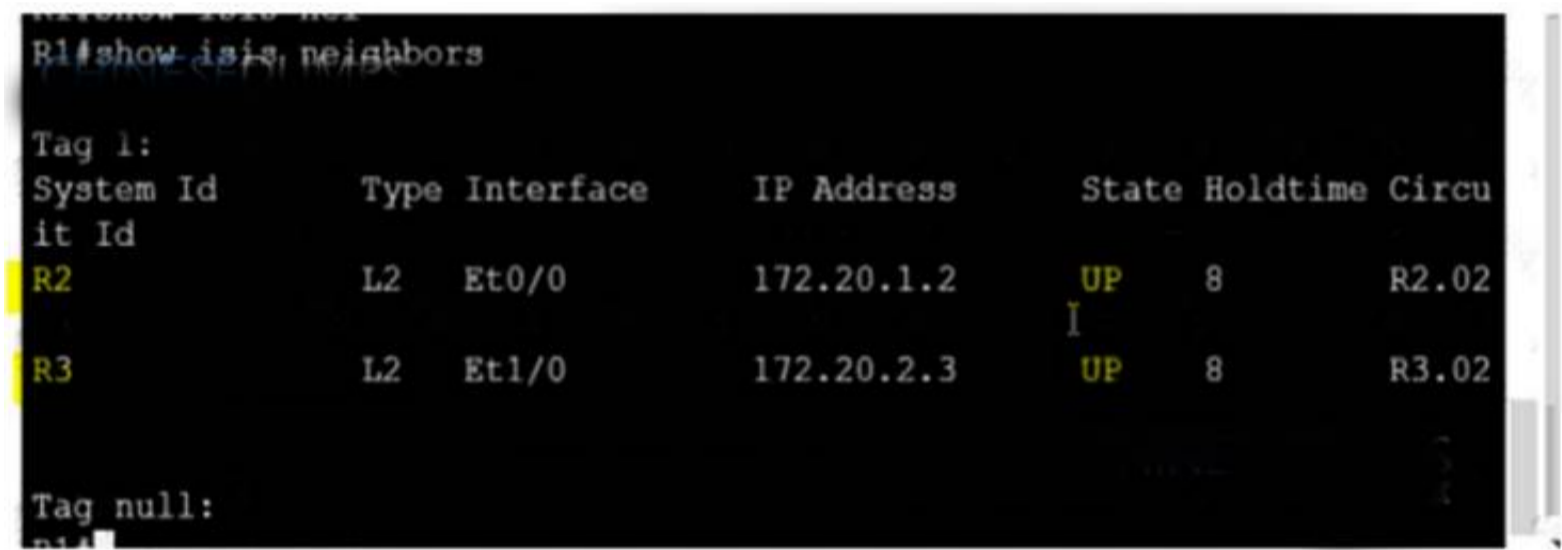 R1#show isis neighbors
Tag 1:
System Id Type Interface IP Address State Holdtime Circu
it Id
R2 L2 Et0/0 172.20.1.2 UP 8 R2.02
R3 L2 Et1/0 172.20.2.3 UP 8 R3.02
Tag null:
R1#